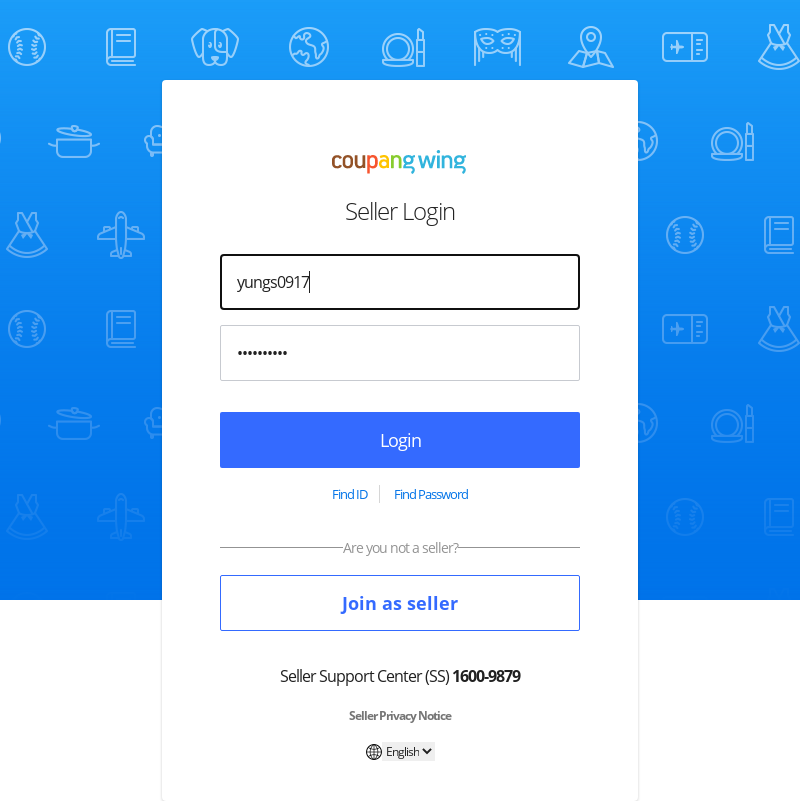 coupang wing
Seller Login
yungs0917
••••••••••
Login
Find ID
Find Password
Are you not a seller?
Join as seller
Seller Support Center (SS) 1600-9879
Seller Privacy Notice
English